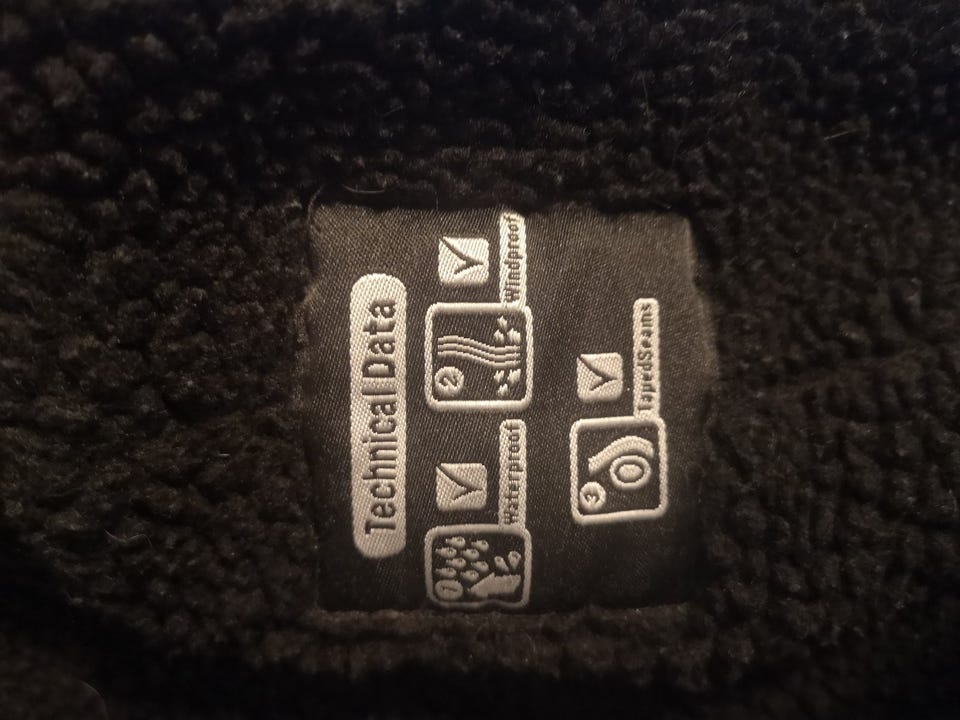 Technical Data
1
Waterproof
2
Windproof
3
TapedSeams